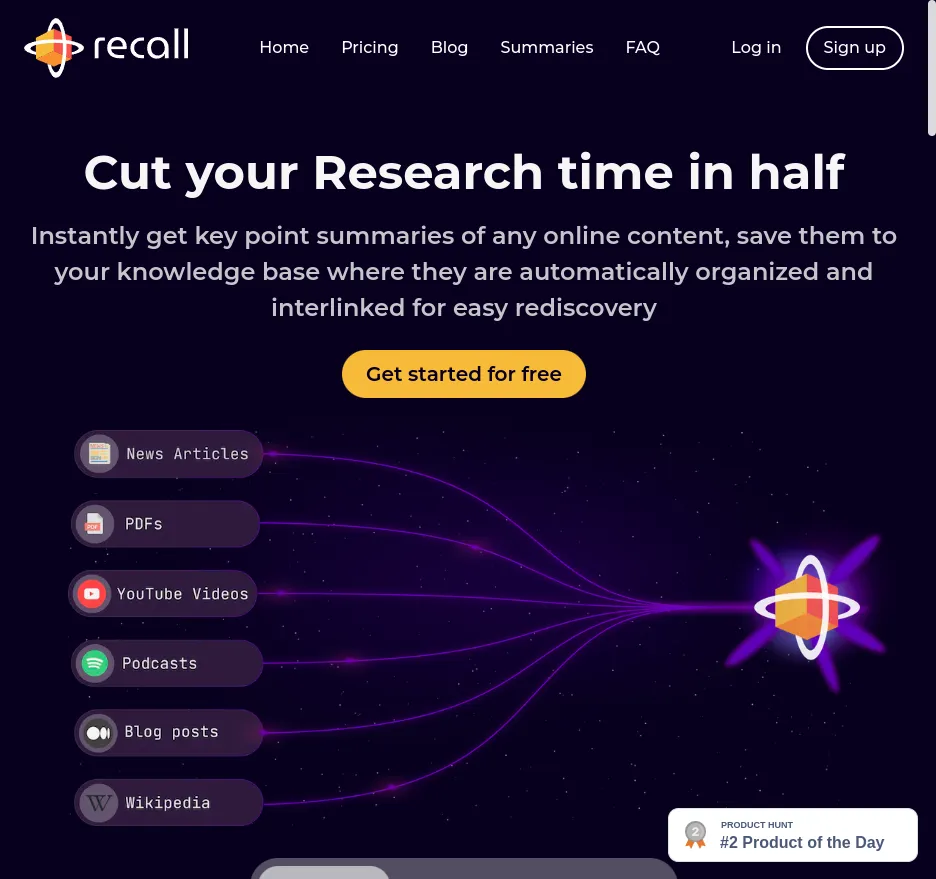 recall
Home Pricing Blog Summaries FAQ Log in Sign up
Cut your Research time in half
Instantly get key point summaries of any online content, save them to
your knowledge base where they are automatically organized and
interlinked for easy rediscovery
Get started for free
News Articles
PDFs
YouTube Videos
Podcasts
Blog posts
W Wikipedia
2 PRODUCT HUNT
#2 Product of the Day